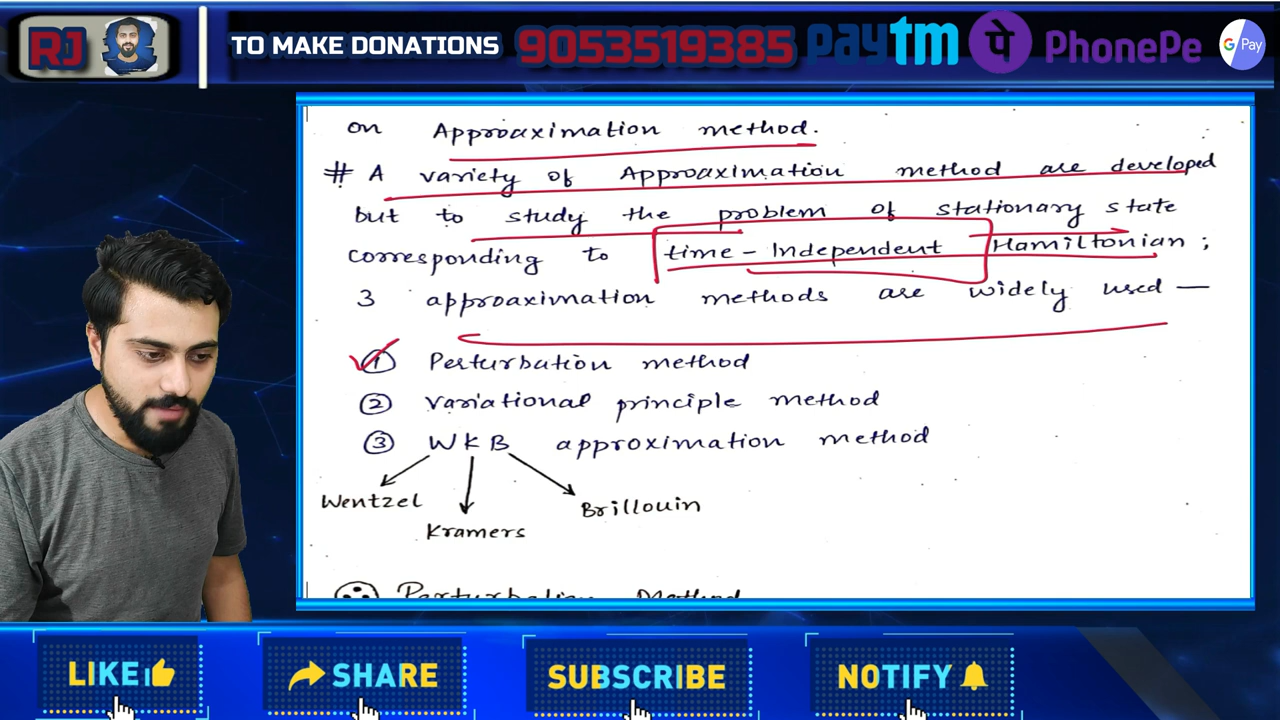 RJ
TO MAKE DONATIONS 9053519385 paytm पे PhonePe G Pay
on Approaximation method.
# A variety of Approaximation method are developed
but to study the problem of stationary state
corresponding to time - Independent Hamiltonian ;
3 approaximation methods are widely used —
① Perturbation method
② Variational principle method
③ WKB approximation method
Wentzel
Kramers
Brillouin
Perturbation Method
LIKE SHARE SUBSCRIBE NOTIFY